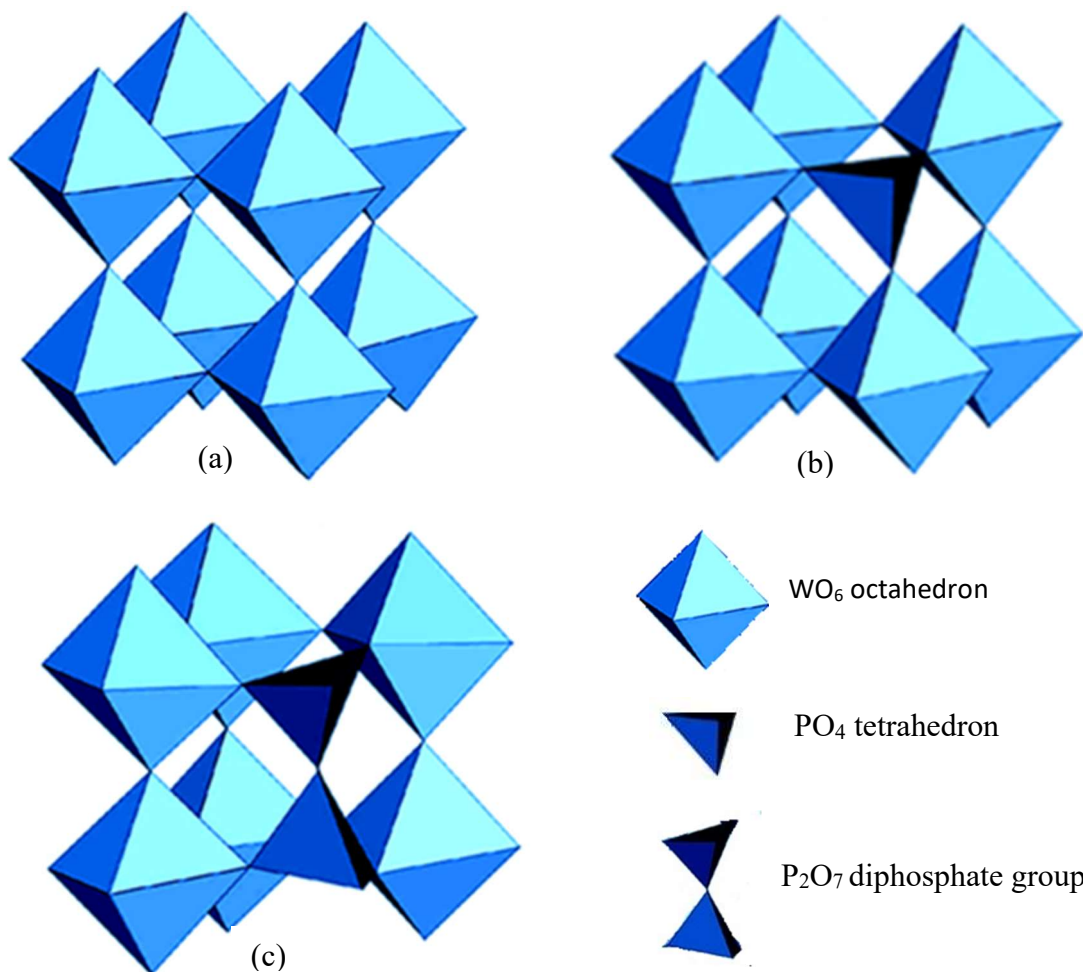 (a)
(b)
WO₆ octahedron
PO₄ tetrahedron
P₂O₇ diphosphate group
(c)